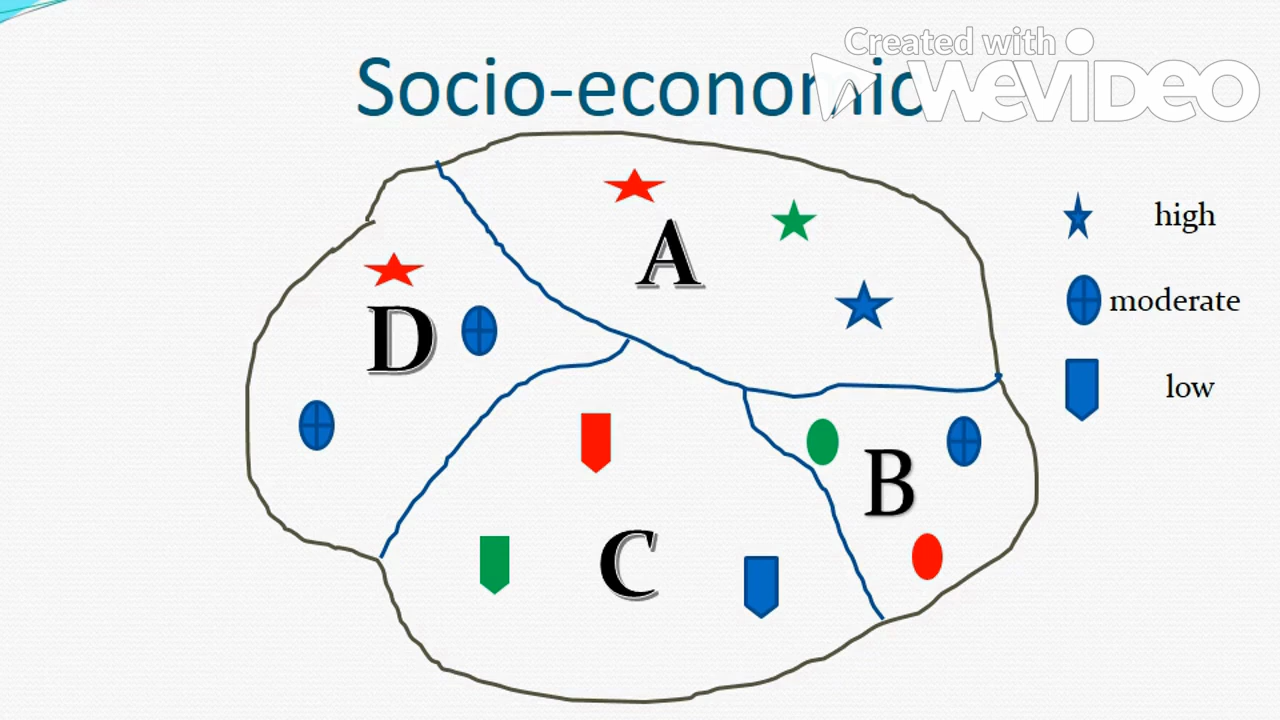 Created with
WeVideo
Socio-economic
A
high
D
moderate
low
B
C